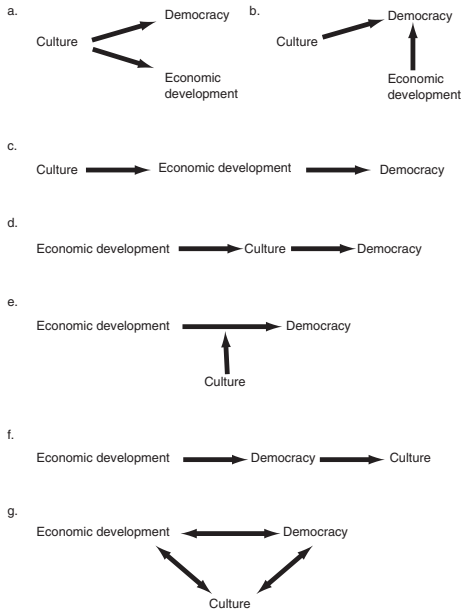 a.
Democracy
Culture
Economic
development
b.
Democracy
Culture
Economic
development
c.
Culture Economic development Democracy
d.
Economic development Culture Democracy
e.
Economic development Democracy
Culture
f.
Economic development Democracy Culture
g.
Economic development Democracy
Culture